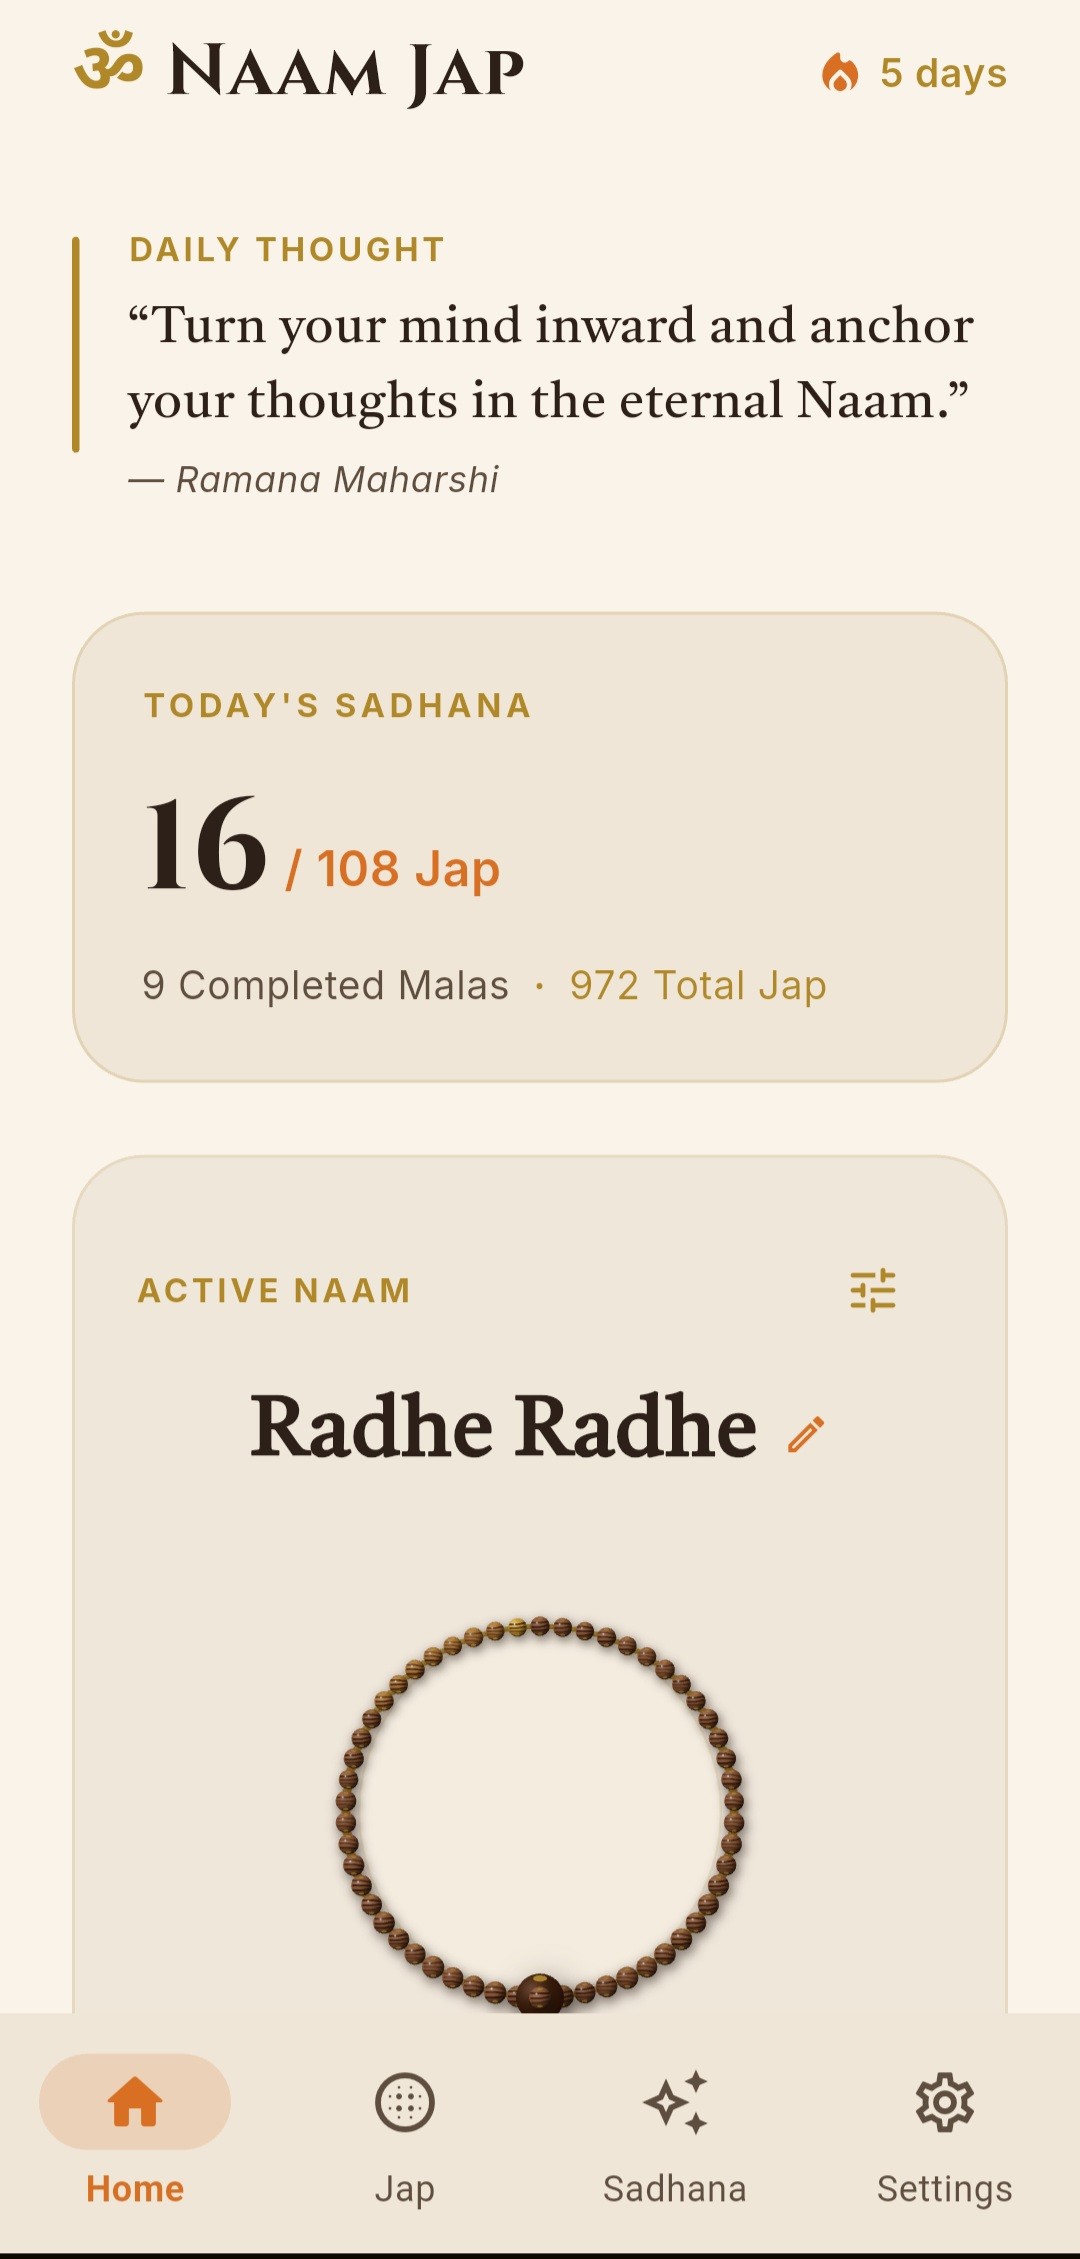 ॐ NAAM JAP
5 days
DAILY THOUGHT
“Turn your mind inward and anchor
your thoughts in the eternal Naam.”
— Ramana Maharshi
TODAY'S SADHANA
16 / 108 Jap
9 Completed Malas · 972 Total Jap
ACTIVE NAAM
Radhe Radhe
Home
Jap
Sadhana
Settings